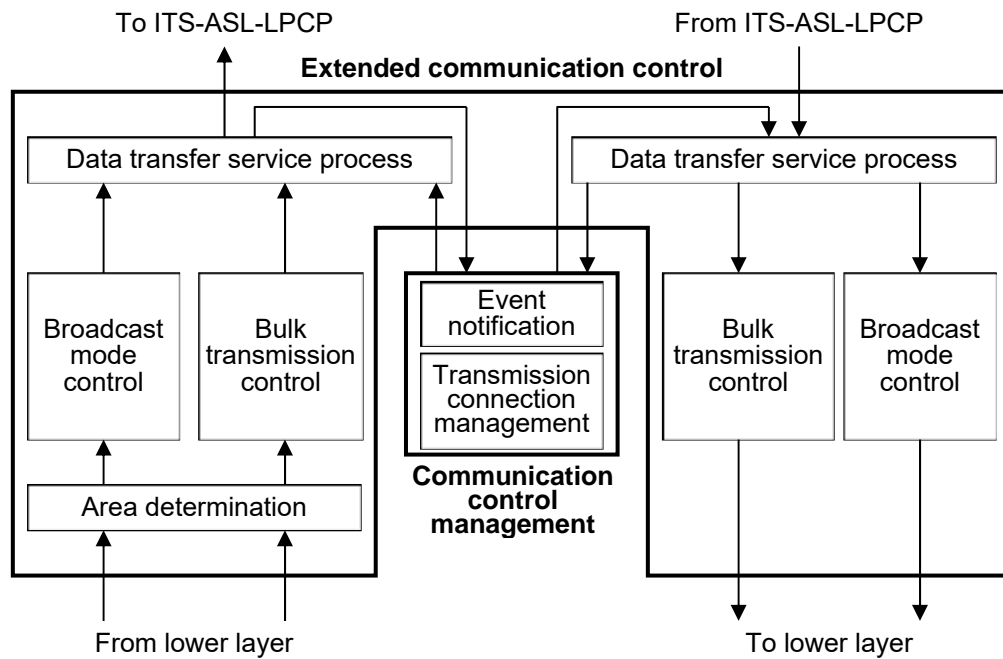 To ITS-ASL-LPCP
From ITS-ASL-LPCP
Extended communication control
Data transfer service process
Data transfer service process
Broadcast
mode
control
Bulk
transmission
control
Event
notification
Transmission
connection
management
Communication
control
management
Bulk
transmission
control
Broadcast
mode
control
Area determination
From lower layer
To lower layer